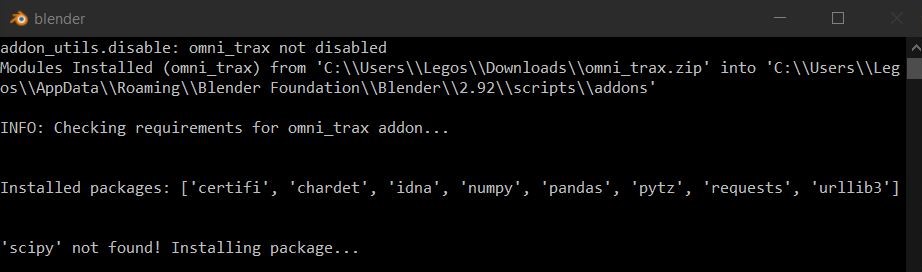 blender
addon_utils.disable: omni_trax not disabled
Modules Installed (omni_trax) from 'C:\\Users\\Legos\\Downloads\\omni_trax.zip' into 'C:\\Users\\Leg
os\\AppData\\Roaming\\Blender Foundation\\Blender\\2.92\\scripts\\addons'
INFO: Checking requirements for omni_trax addon...
Installed packages: ['certifi', 'chardet', 'idna', 'numpy', 'pandas', 'pytz', 'requests', 'urllib3']
'scipy' not found! Installing package...